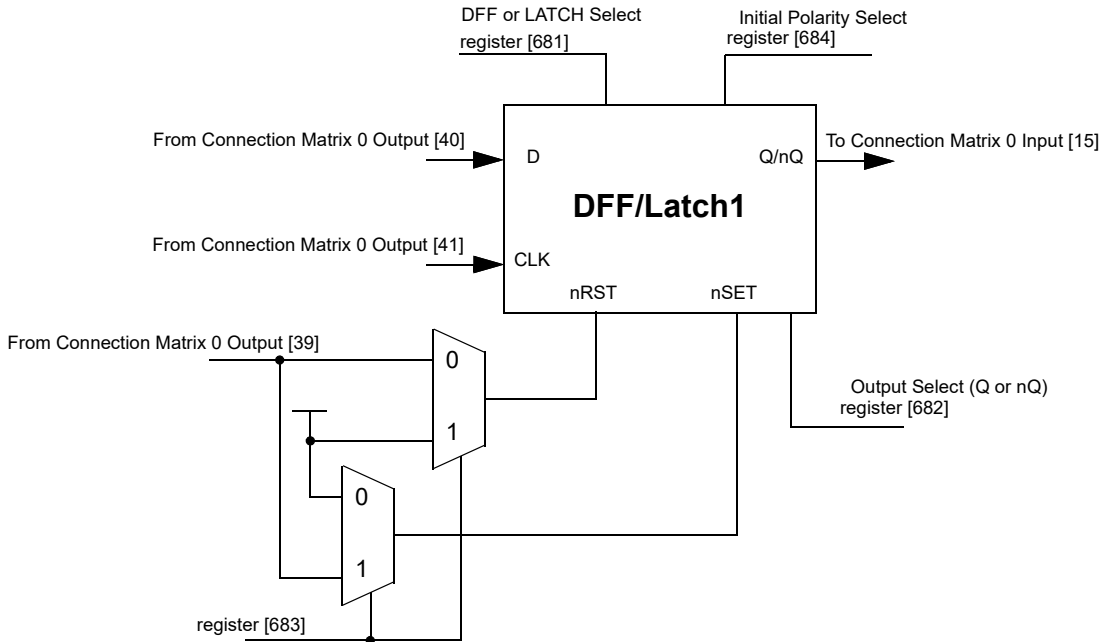 DFF or LATCH Select
register [681]
Initial Polarity Select
register [684]
From Connection Matrix 0 Output [40]
D
Q/nQ
To Connection Matrix 0 Input [15]
DFF/Latch1
From Connection Matrix 0 Output [41]
CLK
nRST
nSET
From Connection Matrix 0 Output [39]
0
1
Output Select (Q or nQ)
register [682]
0
1
register [683]